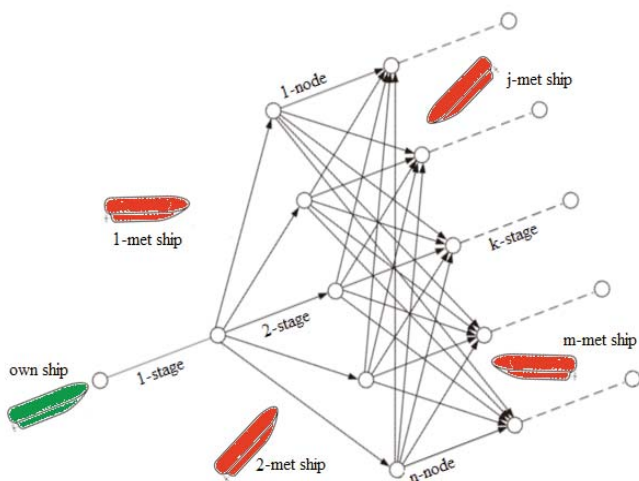 1-node
j-met ship
1-met ship
k-stage
2-stage
m-met ship
own ship
1-stage
2-met ship
n-node